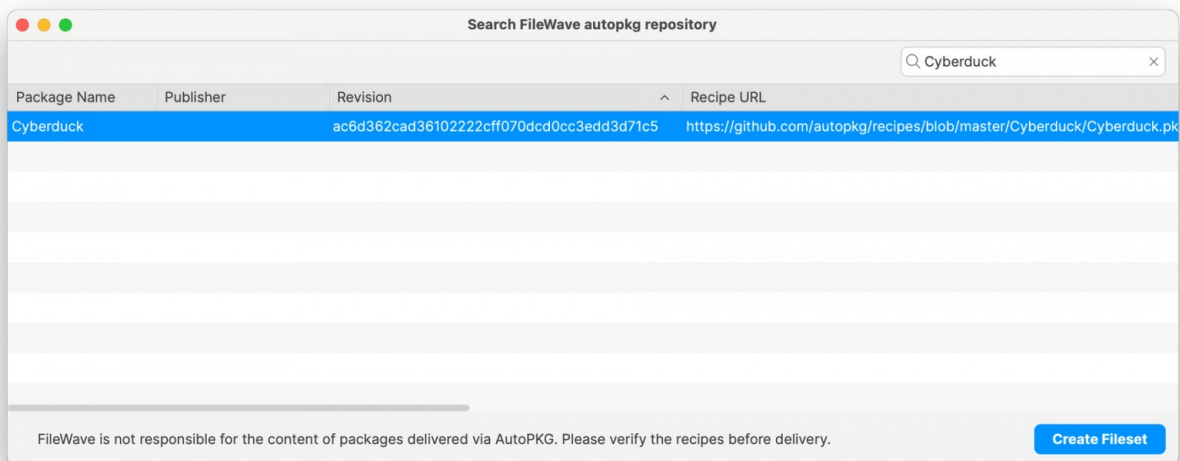 Search FileWave autopkg repository
Cyberduck
Package Name Publisher Revision Recipe URL
Cyberduck ac6d362cad36102222cff070dcd0cc3edd3d71c5 https://github.com/autopkg/recipes/blob/master/Cyberduck/Cyberduck.pk
FileWave is not responsible for the content of packages delivered via AutoPKG. Please verify the recipes before delivery. Create Fileset